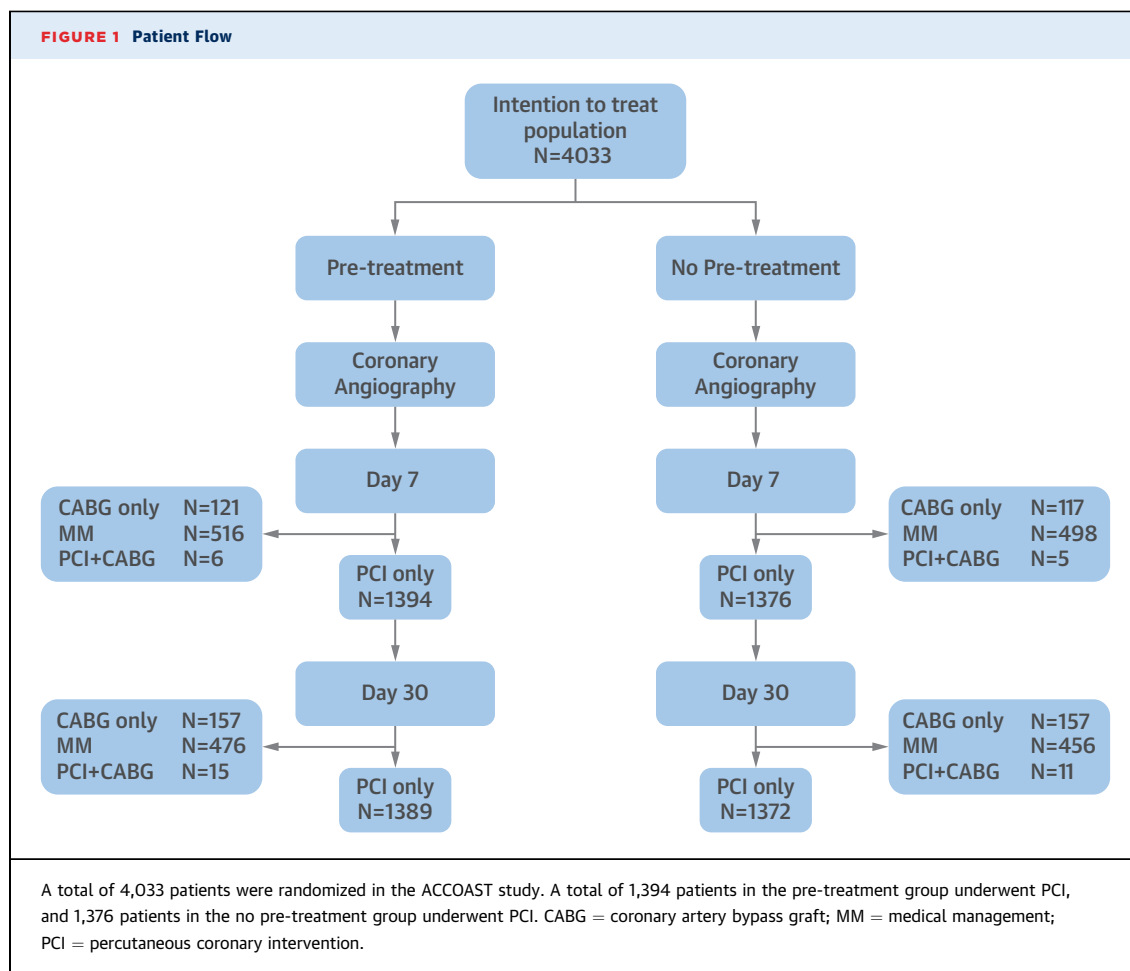 FIGURE 1 Patient Flow
Intention to treat
population
N=4033
Pre-treatment
No Pre-treatment
Coronary
Angiography
Coronary
Angiography
Day 7
Day 7
CABG only N=121
MM N=516
PCI+CABG N=6
CABG only N=117
MM N=498
PCI+CABG N=5
PCI only
N=1394
PCI only
N=1376
Day 30
Day 30
CABG only N=157
MM N=476
PCI+CABG N=15
CABG only N=157
MM N=456
PCI+CABG N=11
PCI only
N=1389
PCI only
N=1372
A total of 4,033 patients were randomized in the ACCOAST study. A total of 1,394 patients in the pre-treatment group underwent PCI,
and 1,376 patients in the no pre-treatment group underwent PCI. CABG = coronary artery bypass graft; MM = medical management;
PCI = percutaneous coronary intervention.